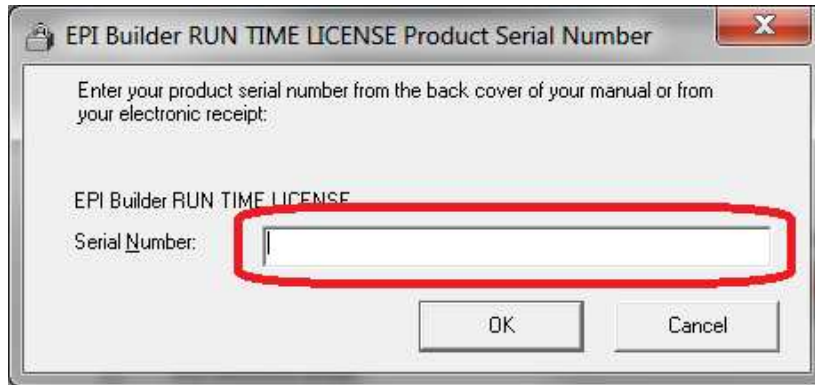 EPI Builder RUN TIME LICENSE Product Serial Number
Enter your product serial number from the back cover of your manual or from
your electronic receipt:
EPI Builder RUN TIME LICENSE
Serial Number:
OK
Cancel